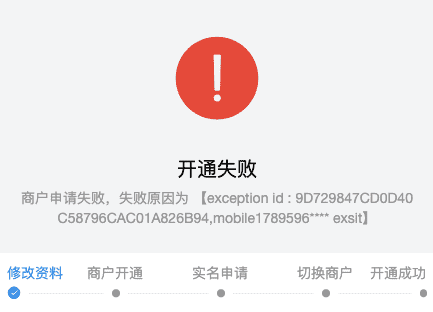 开通失败
商户申请失败，失败原因为 【exception id : 9D729847CD0D40
C58796CAC01A826B94,mobile1789596**** exsit】
修改资料 商户开通 实名申请 切换商户 开通成功